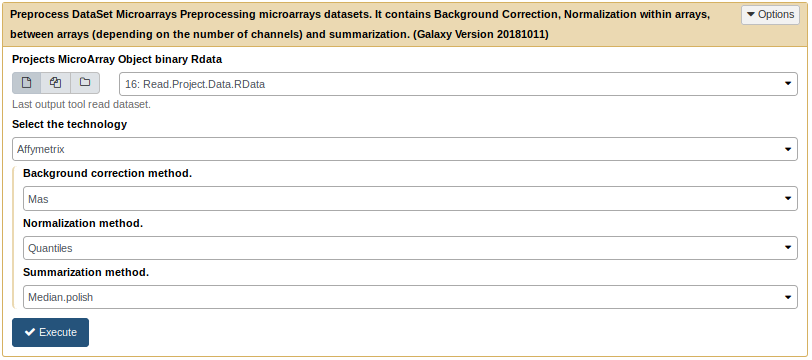 Preprocess DataSet Microarrays Preprocessing microarrays datasets. It contains Background Correction, Normalization within arrays,
between arrays (depending on the number of channels) and summarization. (Galaxy Version 20181011)
Options
Projects MicroArray Object binary Rdata
16: Read.Project.Data.RData
Last output tool read dataset.
Select the technology
Affymetrix
Background correction method.
Mas
Normalization method.
Quantiles
Summarization method.
Median.polish
Execute